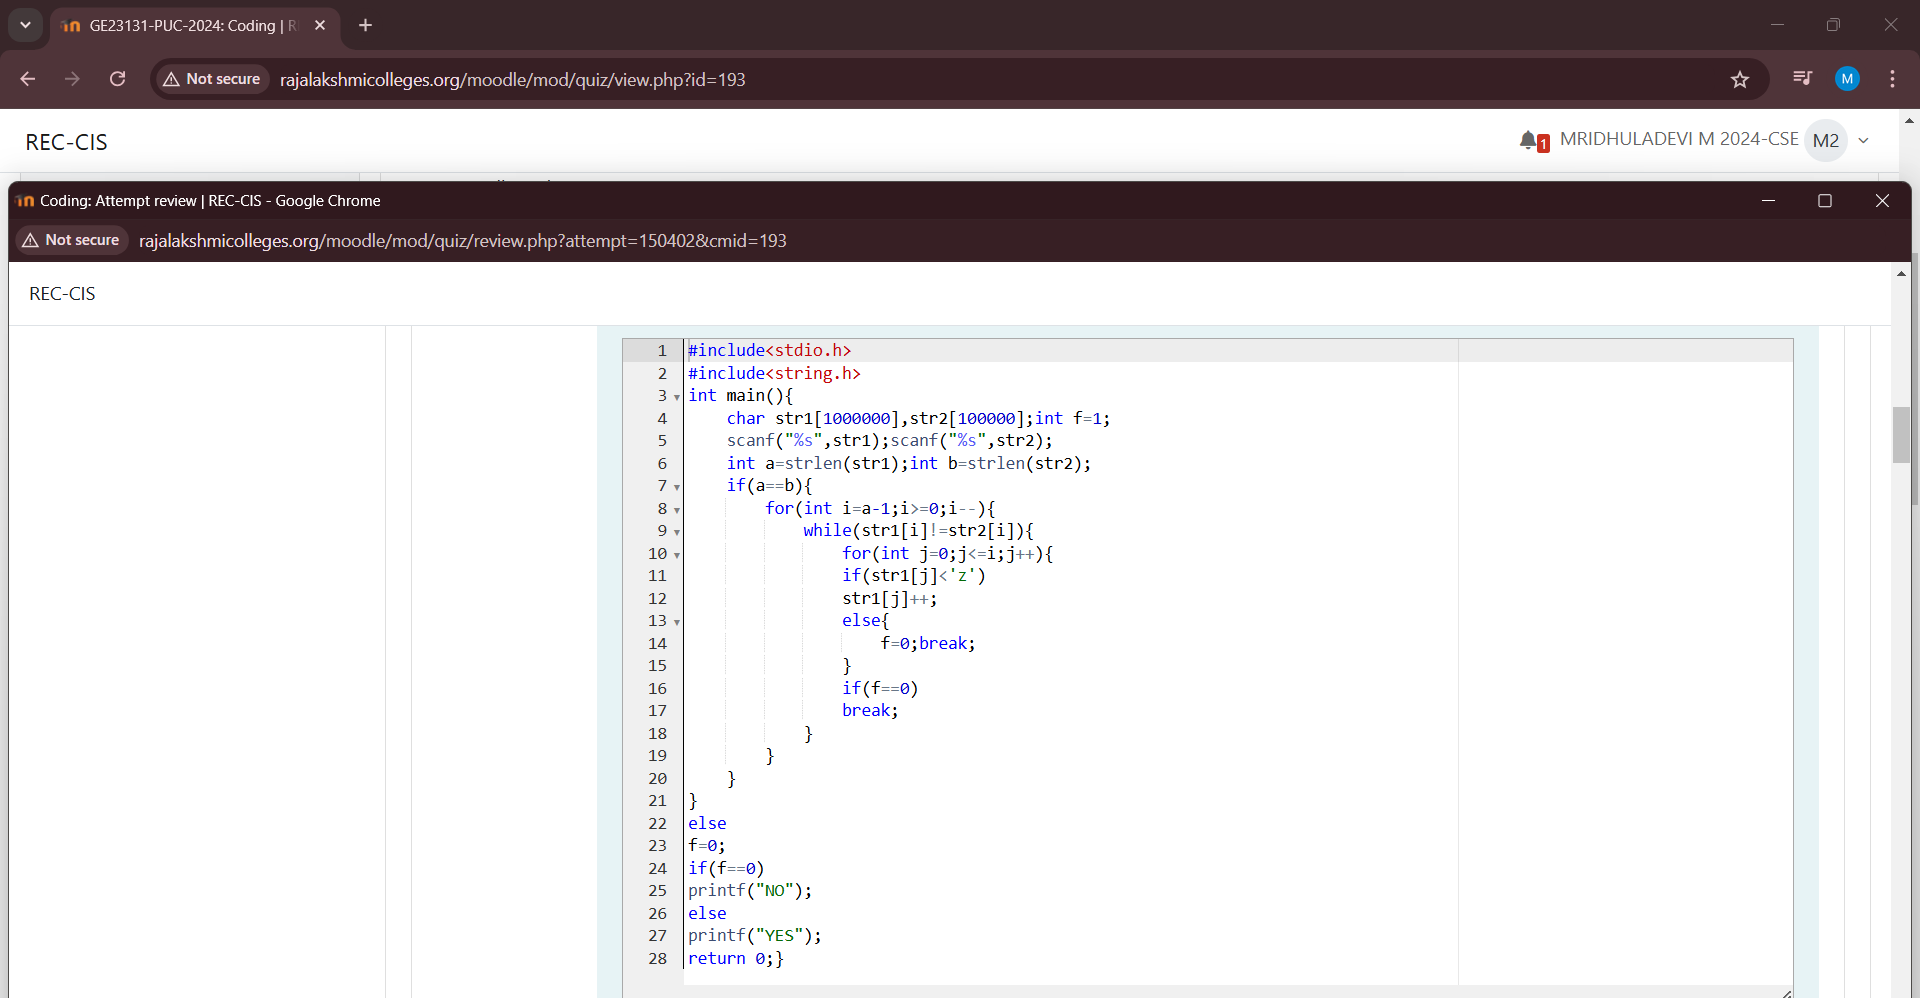 GE23131-PUC-2024: Coding | R
Not secure
rajalakshmicolleges.org/moodle/mod/quiz/view.php?id=193
M
REC-CIS
1
MRIDHULADEVI M 2024-CSE
M2
Coding: Attempt review | REC-CIS - Google Chrome
Not secure
rajalakshmicolleges.org/moodle/mod/quiz/review.php?attempt=150402&cmid=193
REC-CIS
1 #include<stdio.h>
2 #include<string.h>
3 int main(){
4 char str1[1000000],str2[100000];int f=1;
5 scanf("%s",str1);scanf("%s",str2);
6 int a=strlen(str1);int b=strlen(str2);
7 if(a==b){
8 for(int i=a-1;i>=0;i--){
9 while(str1[i]!=str2[i]){
10 for(int j=0;j<=i;j++){
11 if(str1[j]<'z')
12 str1[j]++;
13 else{
14 f=0;break;
15 }
16 if(f==0)
17 break;
18 }
19 }
20 }
21 }
22 else
23 f=0;
24 if(f==0)
25 printf("NO");
26 else
27 printf("YES");
28 return 0;}